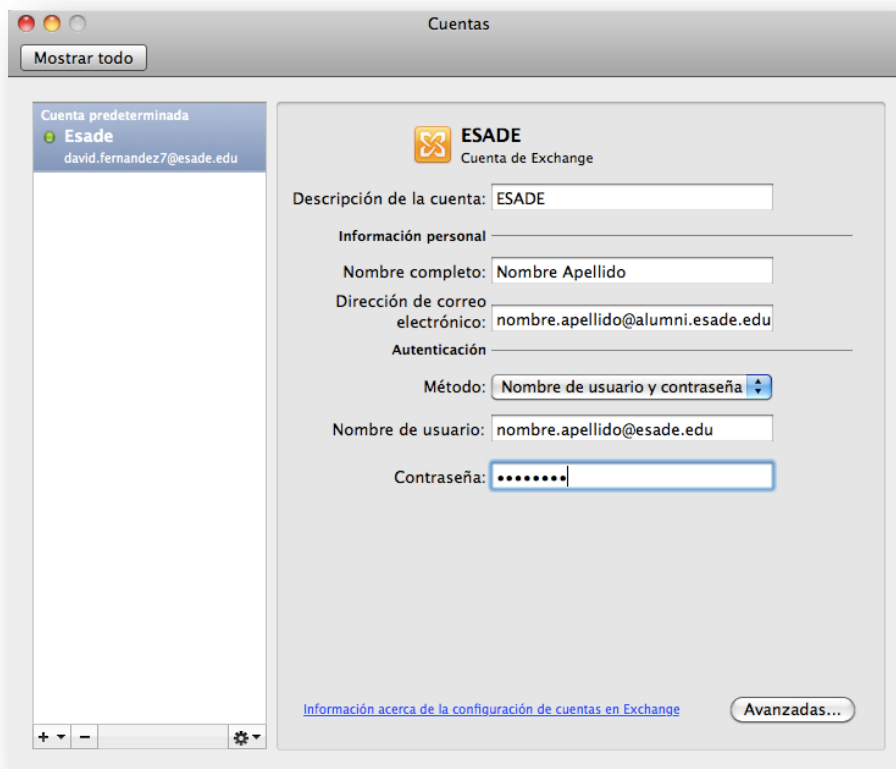 Cuentas
Mostrar todo
Cuenta predeterminada
Esade
david.fernandez7@esade.edu
ESADE
Cuenta de Exchange
Descripción de la cuenta: ESADE
Información personal
Nombre completo: Nombre Apellido
Dirección de correo
electrónico: nombre.apellido@alumni.esade.edu
Autenticación
Método: Nombre de usuario y contraseña
Nombre de usuario: nombre.apellido@esade.edu
Contraseña: ••••••••
Información acerca de la configuración de cuentas en Exchange
Avanzadas...